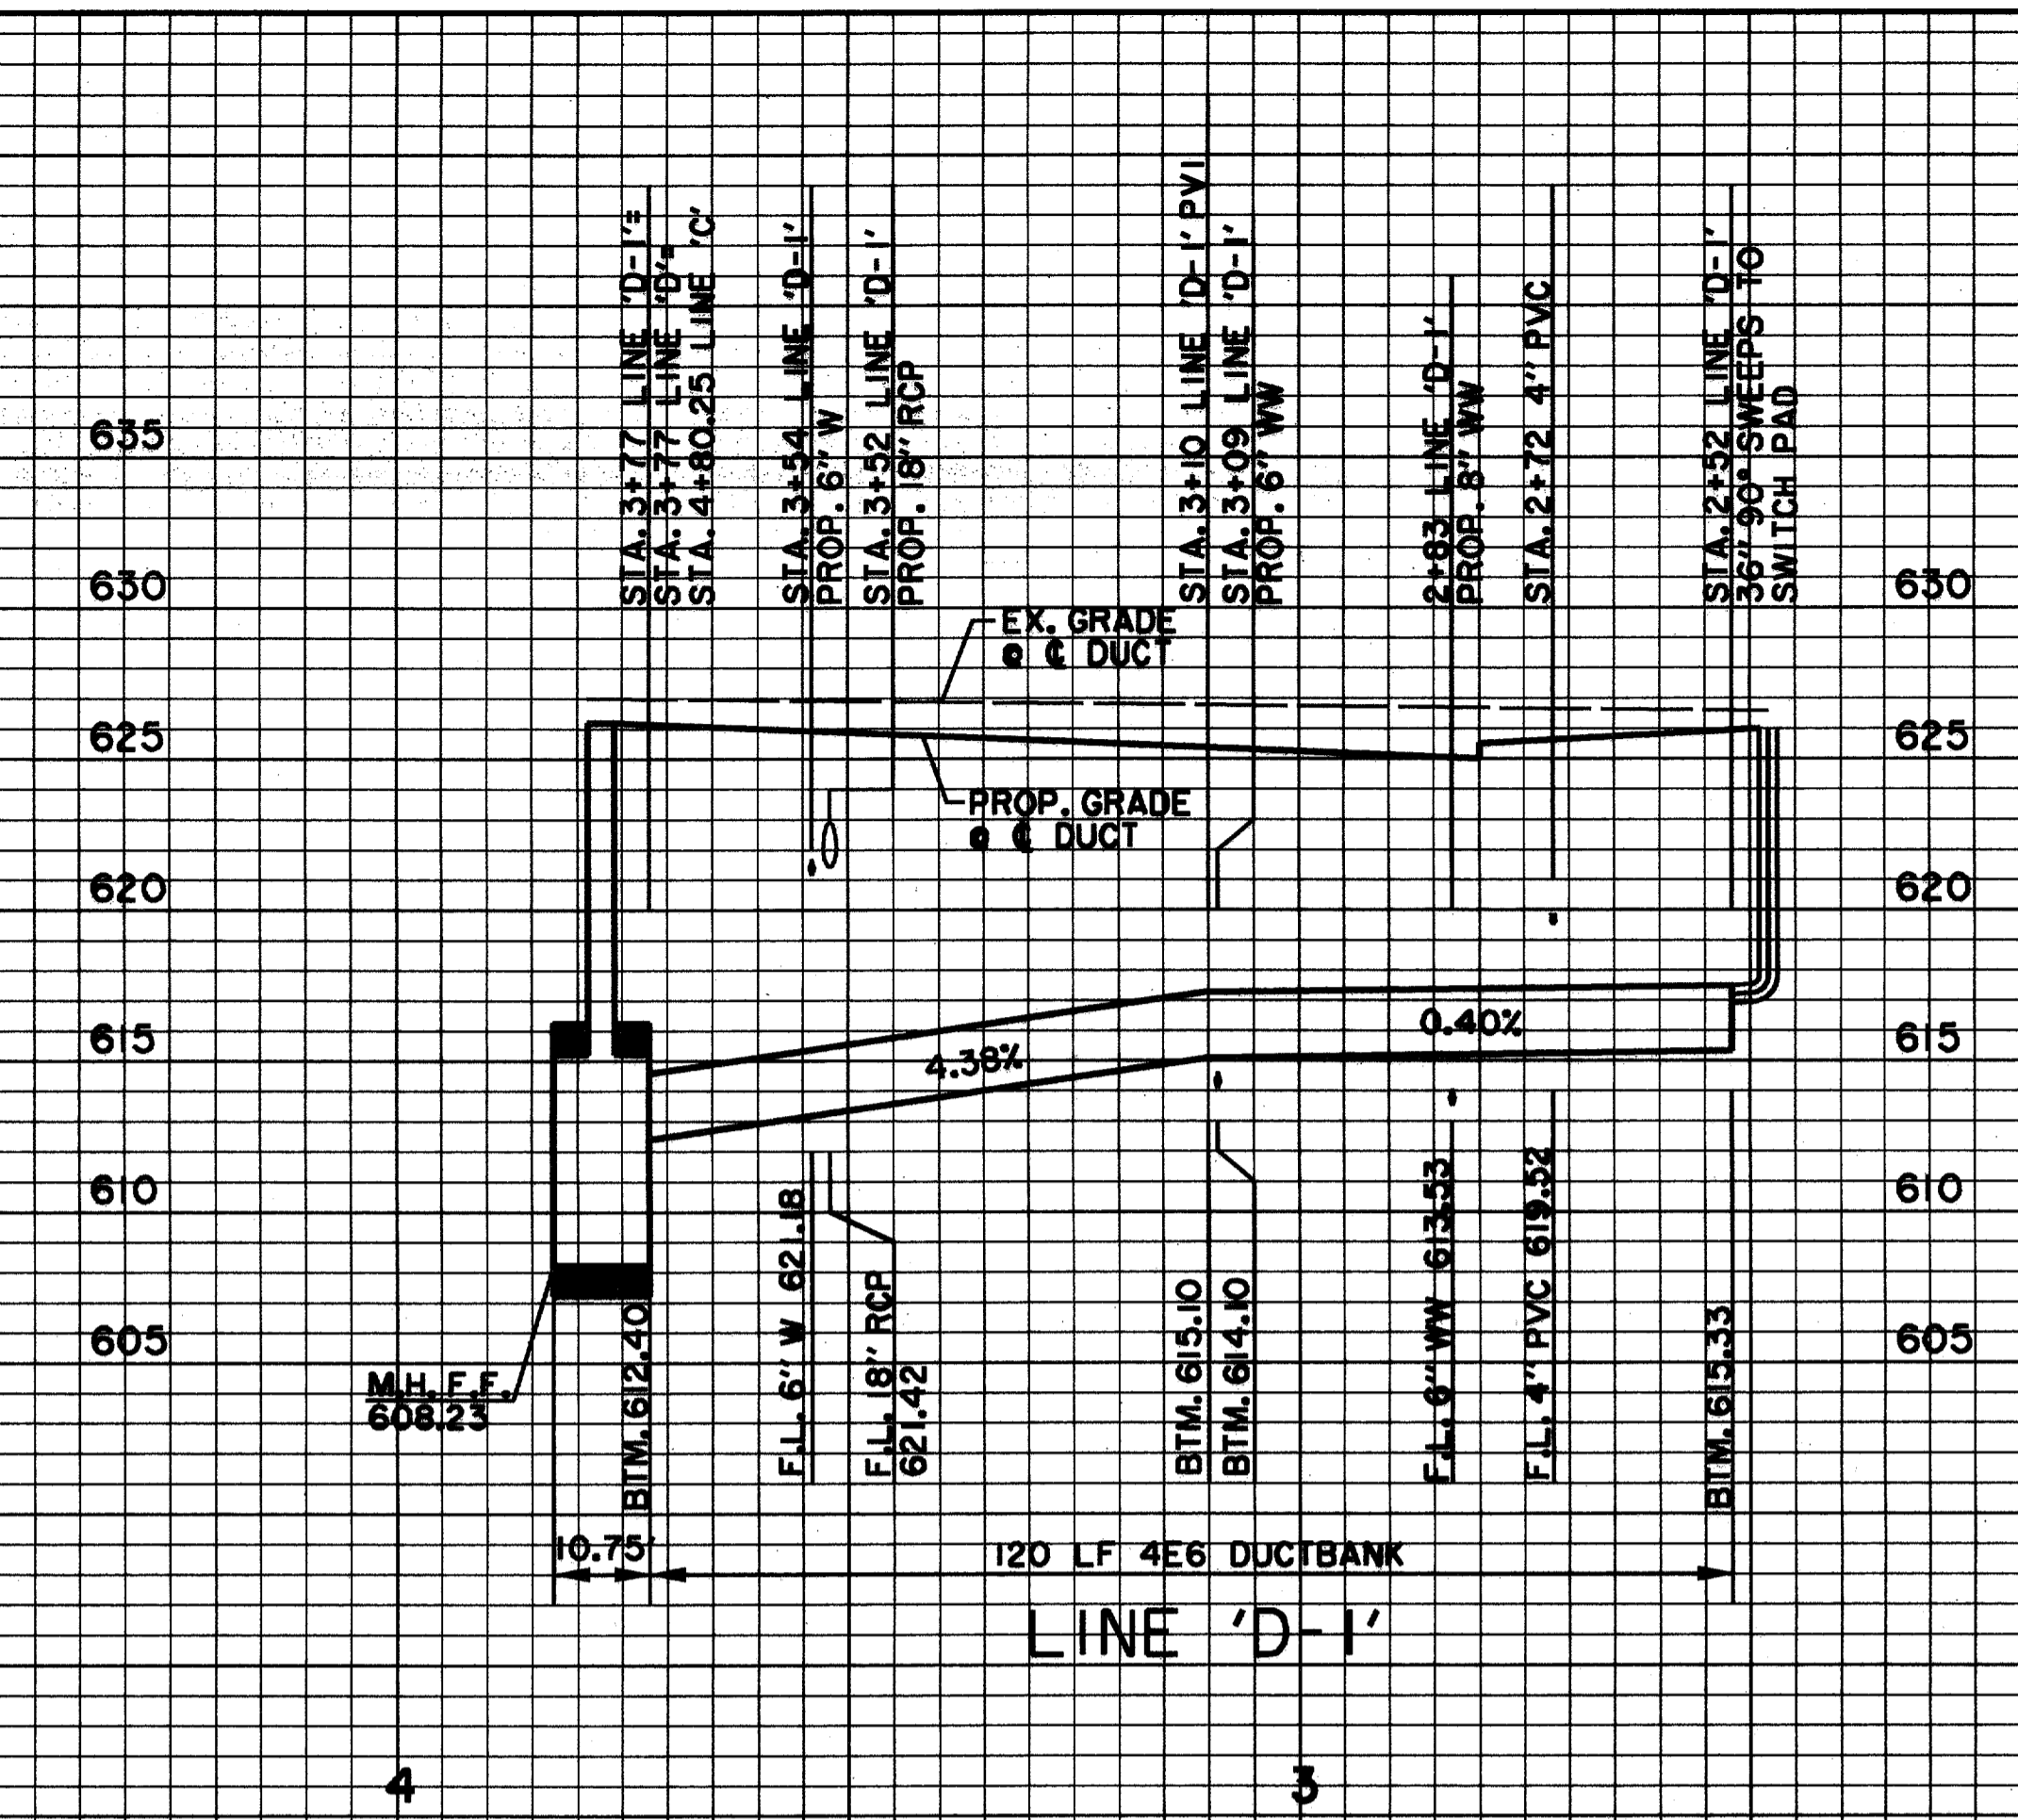 STA. 3+77 LINE 'D-1'=
STA. 3+77 LINE 'D'=
STA. 4+80.25 LINE 'C'
STA. 3+54 LINE 'D-1'
PROP. 6" W
STA. 3+52 LINE 'D-1'
PROP. 18" RCP
STA. 3+10 LINE 'D-1' PVI
STA. 3+09 LINE 'D-1'
PROP. 6" WW
2+83 LINE 'D-1'
PROP. 8" WW
STA. 2+72 4" PVC
STA. 2+52 LINE 'D-1'
36" 90° SWEEPS TO
SWITCH PAD
635
630
630
EX. GRADE
@ ℄ DUCT
625
625
PROP. GRADE
@ ℄ DUCT
620
620
615
4.38%
0.40%
615
610
610
605
605
M.H. F.F.
608.23
BTM. 612.40
F.L. 6" W 621.18
F.L. 18" RCP
621.42
BTM. 615.10
BTM. 614.10
F.L. WW 613.53
F.L. 4" PVC 619.52
BTM. 615.33
10.75'
120 LF 4E6 DUCTBANK
LINE 'D-1'
4
3